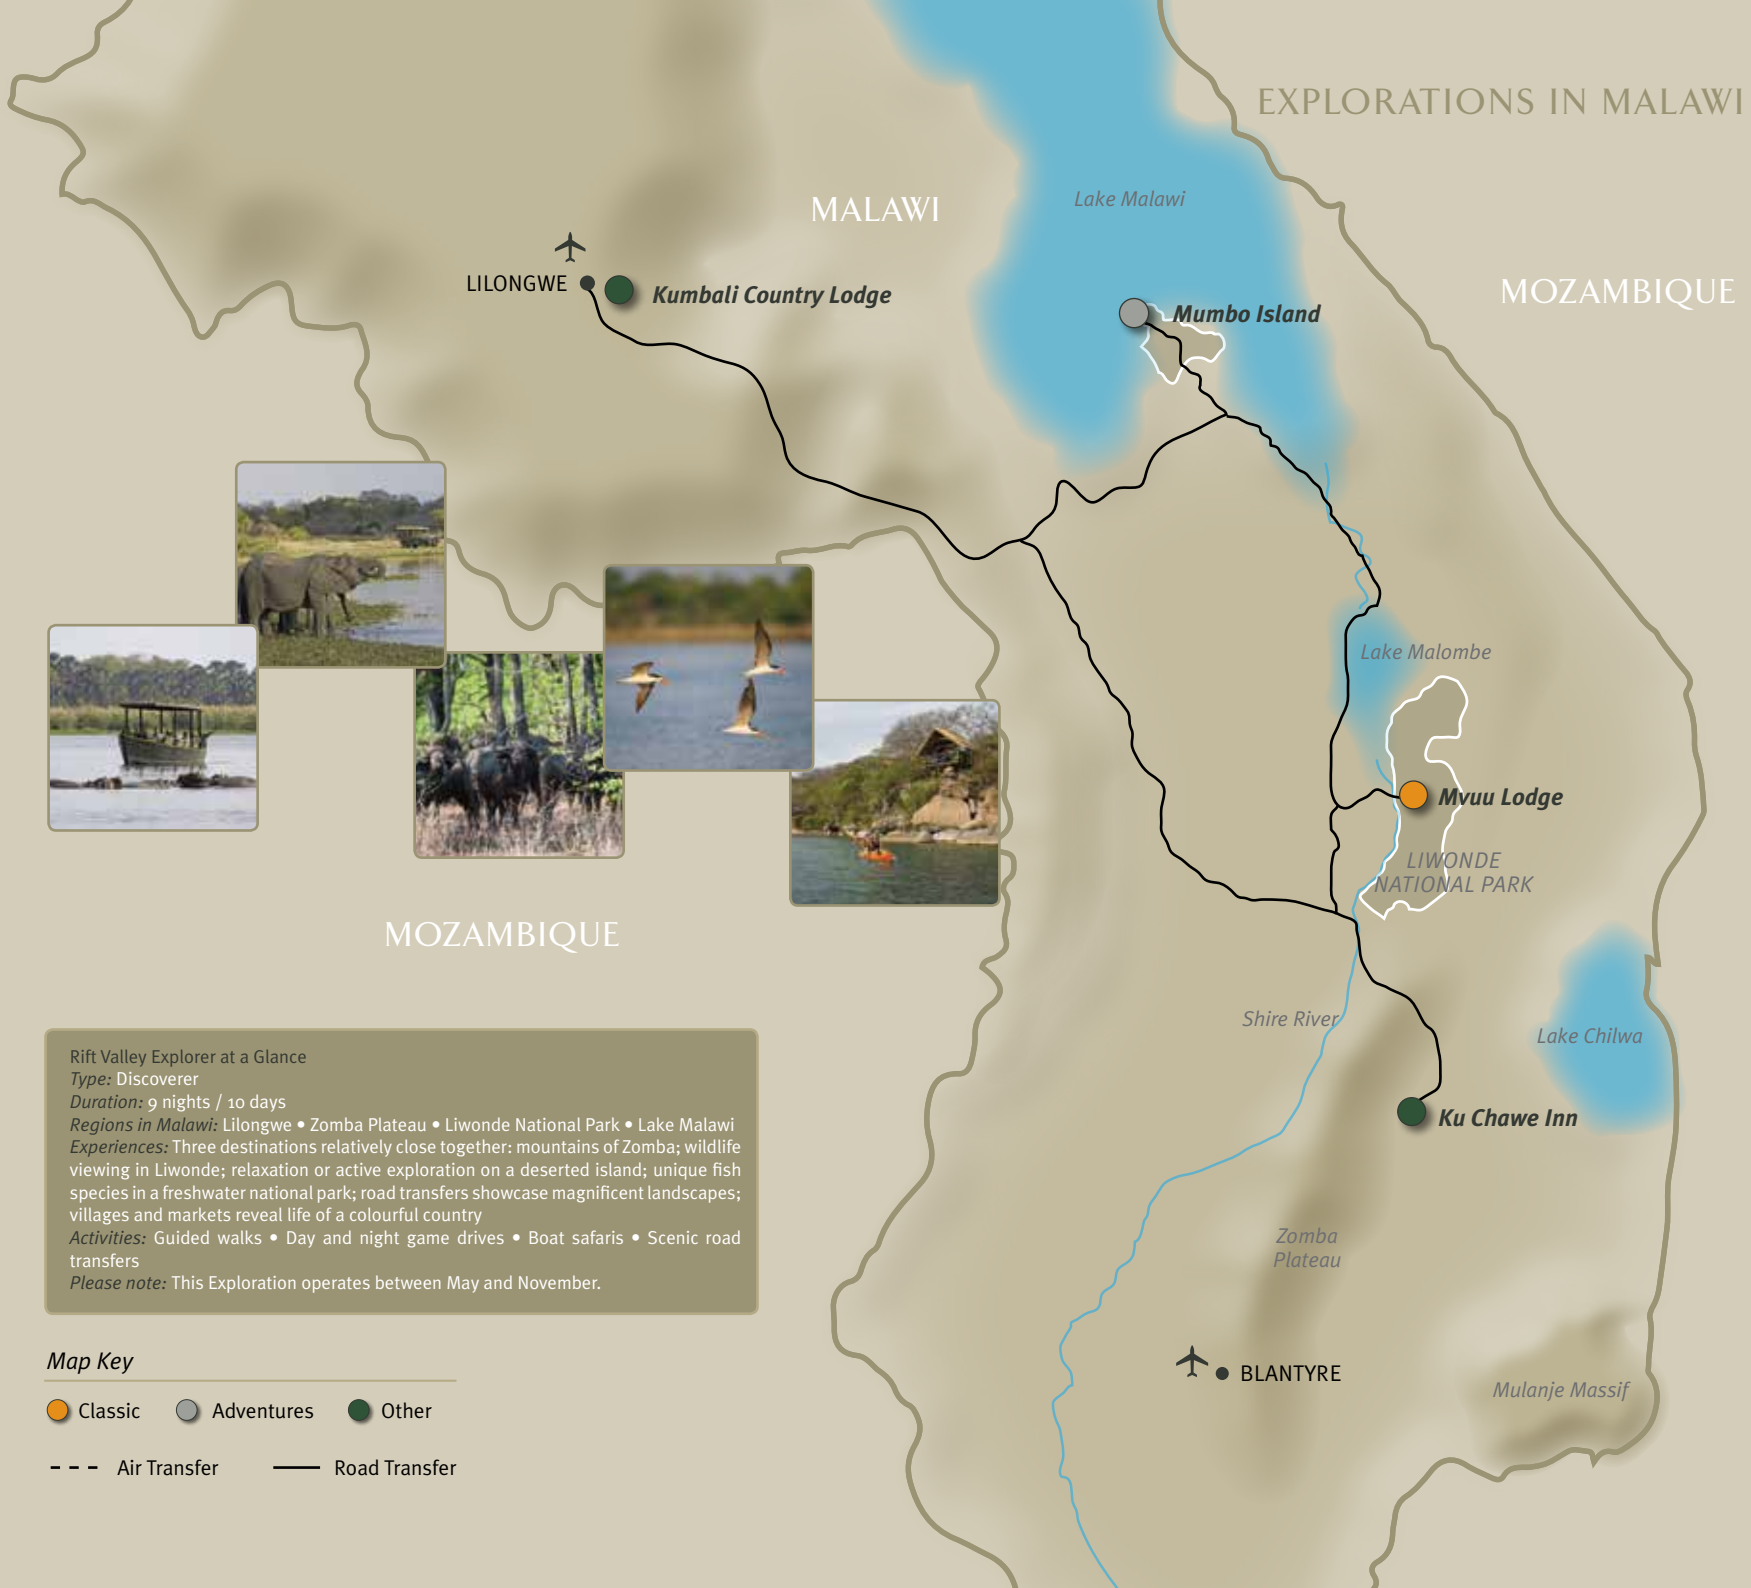 EXPLORATIONS IN MALAWI
Lake Malawi
MALAWI
MOZAMBIQUE
LILONGWE
Kumbali Country Lodge
Mumbo Island
Lake Malombe
Mvuu Lodge
LIWONDE
NATIONAL PARK
MOZAMBIQUE
Shire River
Lake Chilwa
Ku Chawe Inn
Zomba
Plateau
BLANTYRE
Mulanje Massif
Rift Valley Explorer at a Glance
Type: Discoverer
Duration: 9 nights / 10 days
Regions in Malawi: Lilongwe • Zomba Plateau • Liwonde National Park • Lake Malawi
Experiences: Three destinations relatively close together: mountains of Zomba; wildlife
viewing in Liwonde; relaxation or active exploration on a deserted island; unique fish
species in a freshwater national park; road transfers showcase magnificent landscapes;
villages and markets reveal life of a colourful country
Activities: Guided walks • Day and night game drives • Boat safaris • Scenic road
transfers
Please note: This Exploration operates between May and November.
Map Key
Classic
Adventures
Other
Air Transfer
Road Transfer